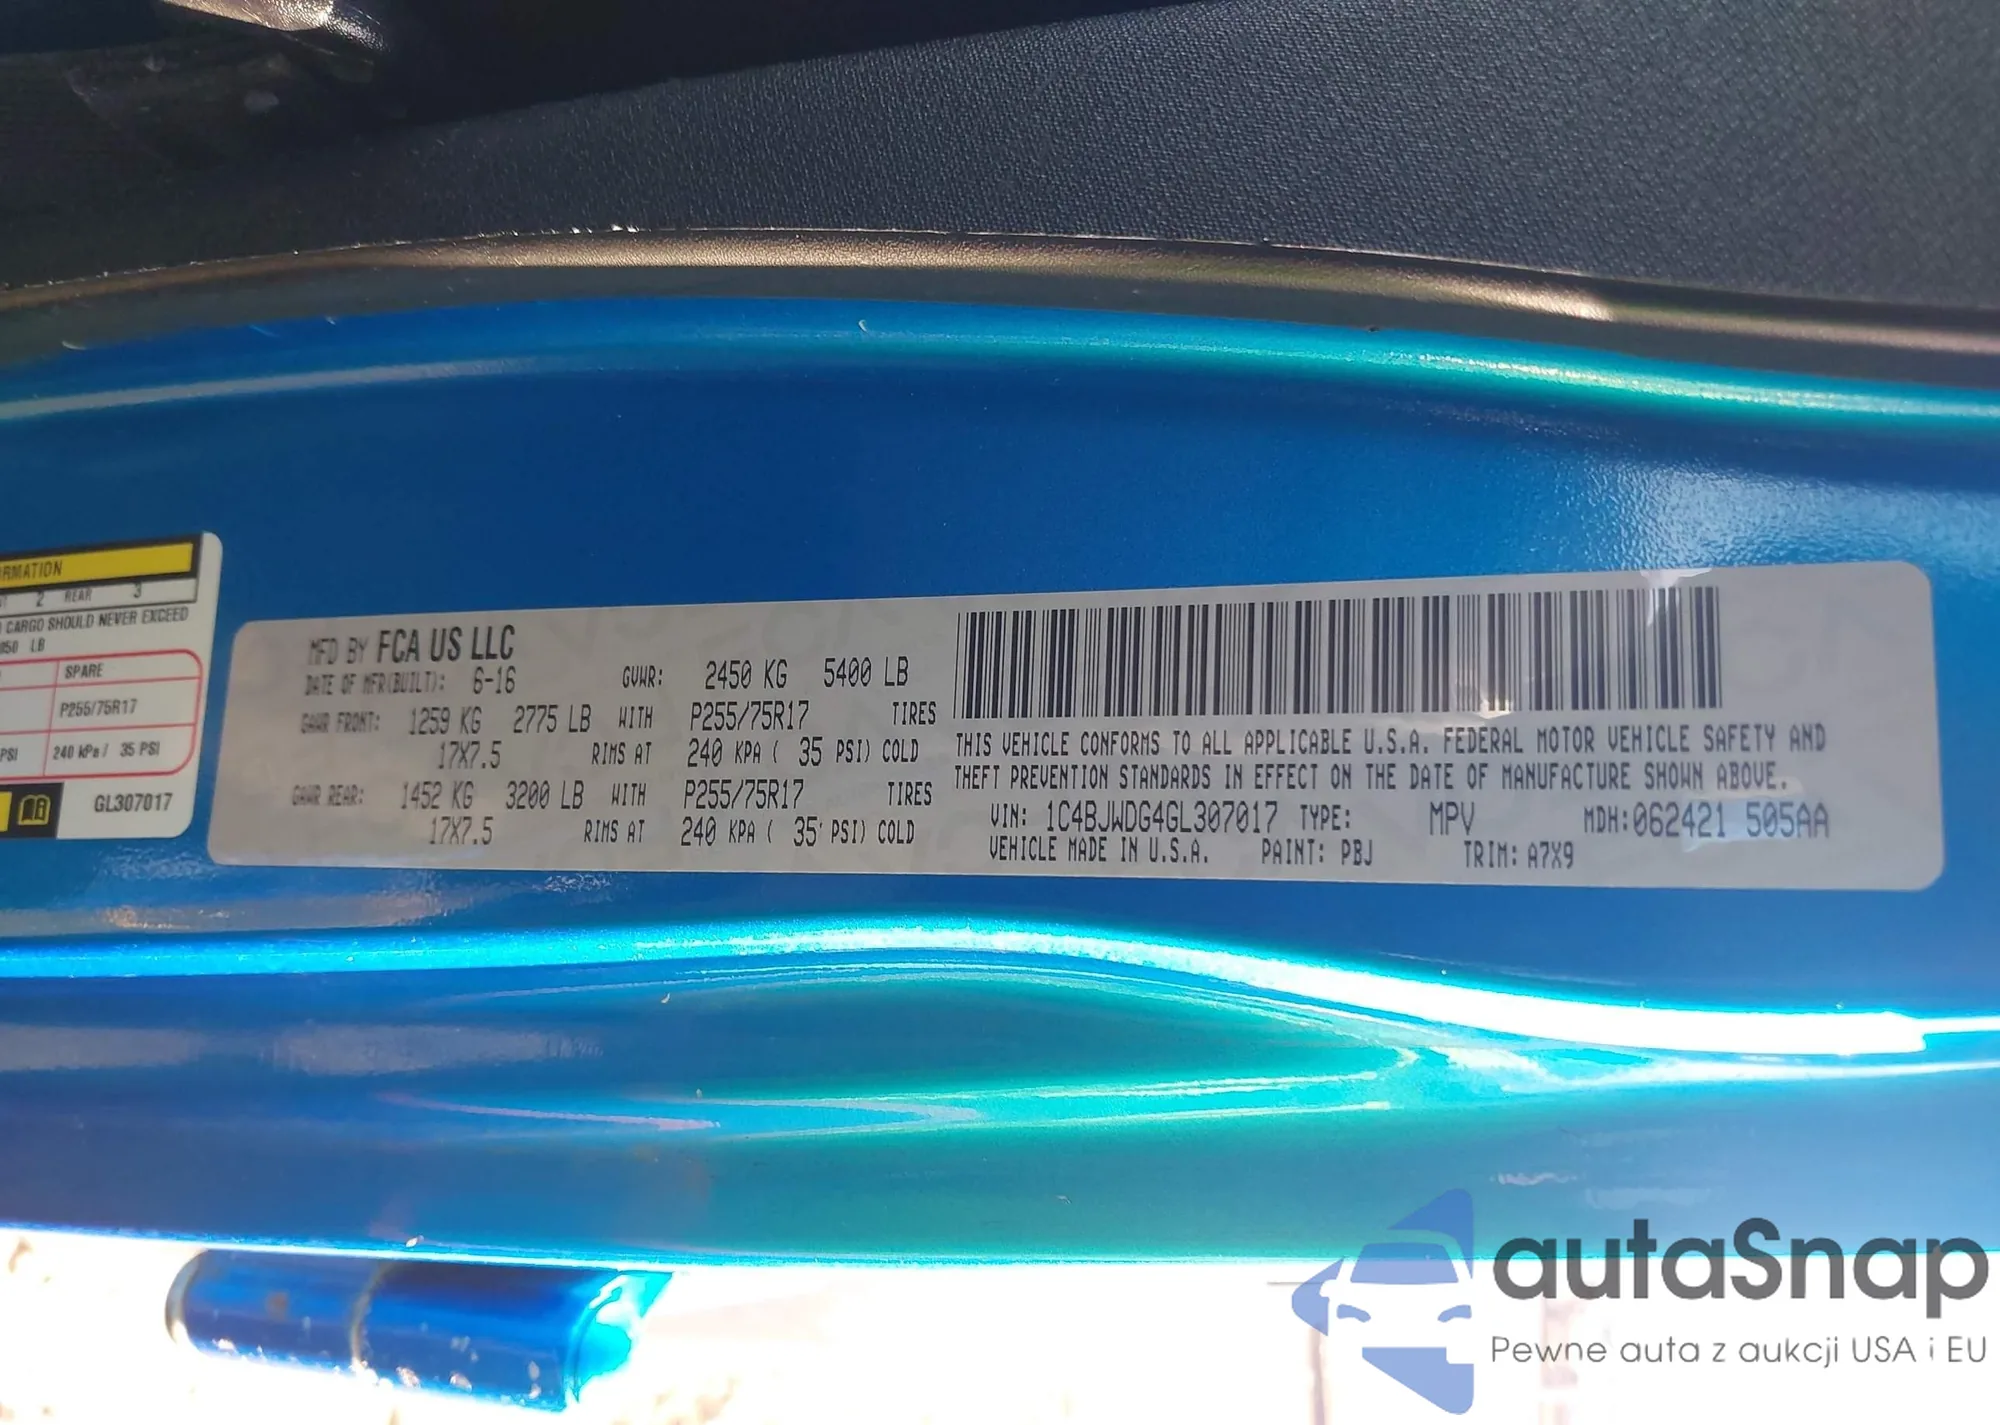 RMATION
2 REAR 3
CARGO SHOULD NEVER EXCEED
850 LB
SPARE
P255/75R17
PSI 240 kPa / 35 PSI
GL307017
MFD BY FCA US LLC
DATE OF MFR(BUILT): 6-16 GVWR: 2450 KG 5400 LB
GAWR FRONT: 1259 KG 2775 LB WITH P255/75R17 TIRES
17X7.5 RIMS AT 240 KPA ( 35 PSI) COLD
GAWR REAR: 1452 KG 3200 LB WITH P255/75R17 TIRES
17X7.5 RIMS AT 240 KPA ( 35 PSI) COLD
THIS VEHICLE CONFORMS TO ALL APPLICABLE U.S.A. FEDERAL MOTOR VEHICLE SAFETY AND
THEFT PREVENTION STANDARDS IN EFFECT ON THE DATE OF MANUFACTURE SHOWN ABOVE.
VIN: 1C4BJWDG4GL307017 TYPE: MPV MDH:062421 505AA
VEHICLE MADE IN U.S.A. PAINT: PBJ TRIM: A7X9
autaSnap
Pewne auta z aukcji USA i EU